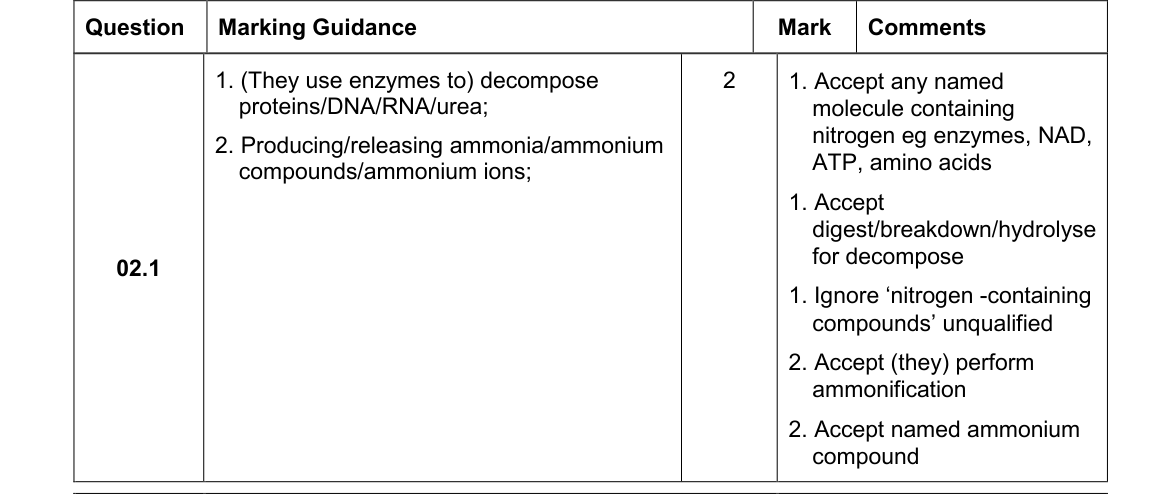 Question Marking Guidance Mark Comments
02.1
1. (They use enzymes to) decompose
proteins/DNA/RNA/urea;
2. Producing/releasing ammonia/ammonium
compounds/ammonium ions;
2
1. Accept any named
molecule containing
nitrogen eg enzymes, NAD,
ATP, amino acids
1. Accept
digest/breakdown/hydrolyse
for decompose
1. Ignore ‘nitrogen -containing
compounds’ unqualified
2. Accept (they) perform
ammonification
2. Accept named ammonium
compound